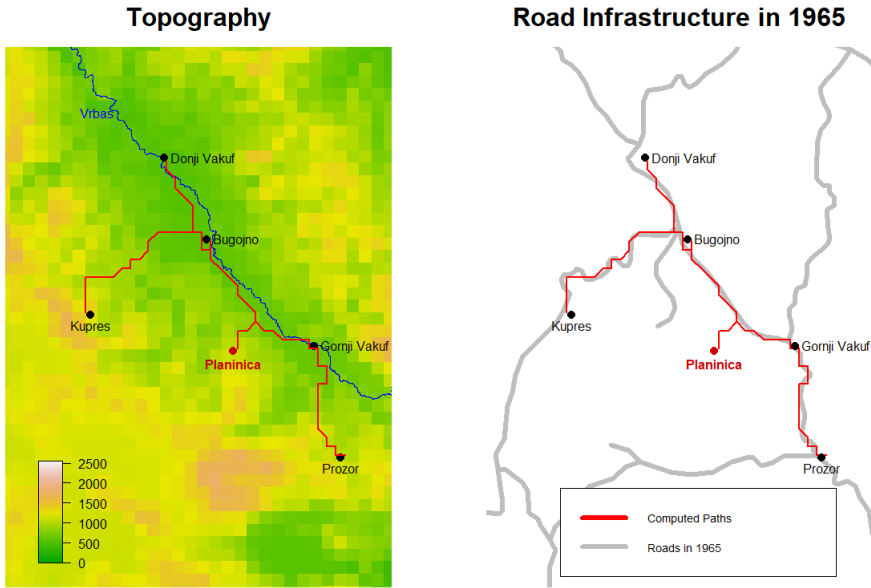 Topography
Vrbas
Donji Vakuf
Bugojno
Kupres
Gornji Vakuf
Planinica
Prozor
2500
2000
1500
1000
500
0
Road Infrastructure in 1965
Donji Vakuf
Bugojno
Kupres
Gornji Vakuf
Planinica
Prozor
Computed Paths
Roads in 1965